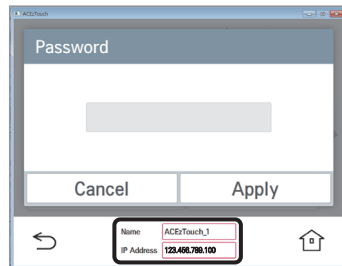 ACEzTouch
Password
Cancel Apply
Name ACEzTouch_1
IP Address 123.456.789.100